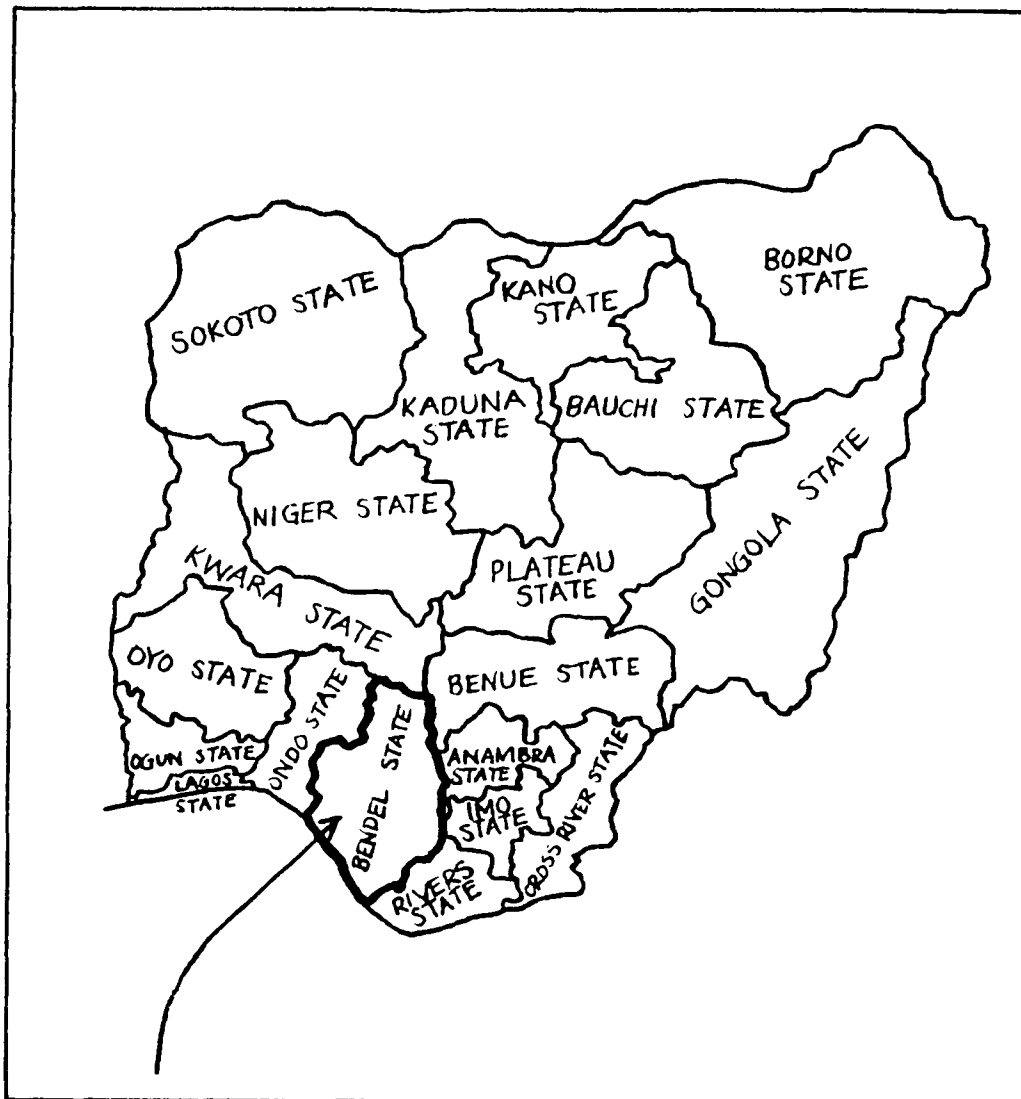 BORNO
STATE
KANO
STATE
SOKOTO STATE
KADUNA
STATE
BAUCHI STATE
GONGOLA STATE
NIGER STATE
PLATEAU
STATE
KWARA STATE
OYO STATE
BENUE STATE
ONDO STATE
BENDEL STATE
ANAMBRA
STATE
OGUN STATE
LAGOS
STATE
IMO
STATE
CROSS RIVER STATE
RIVERS
STATE